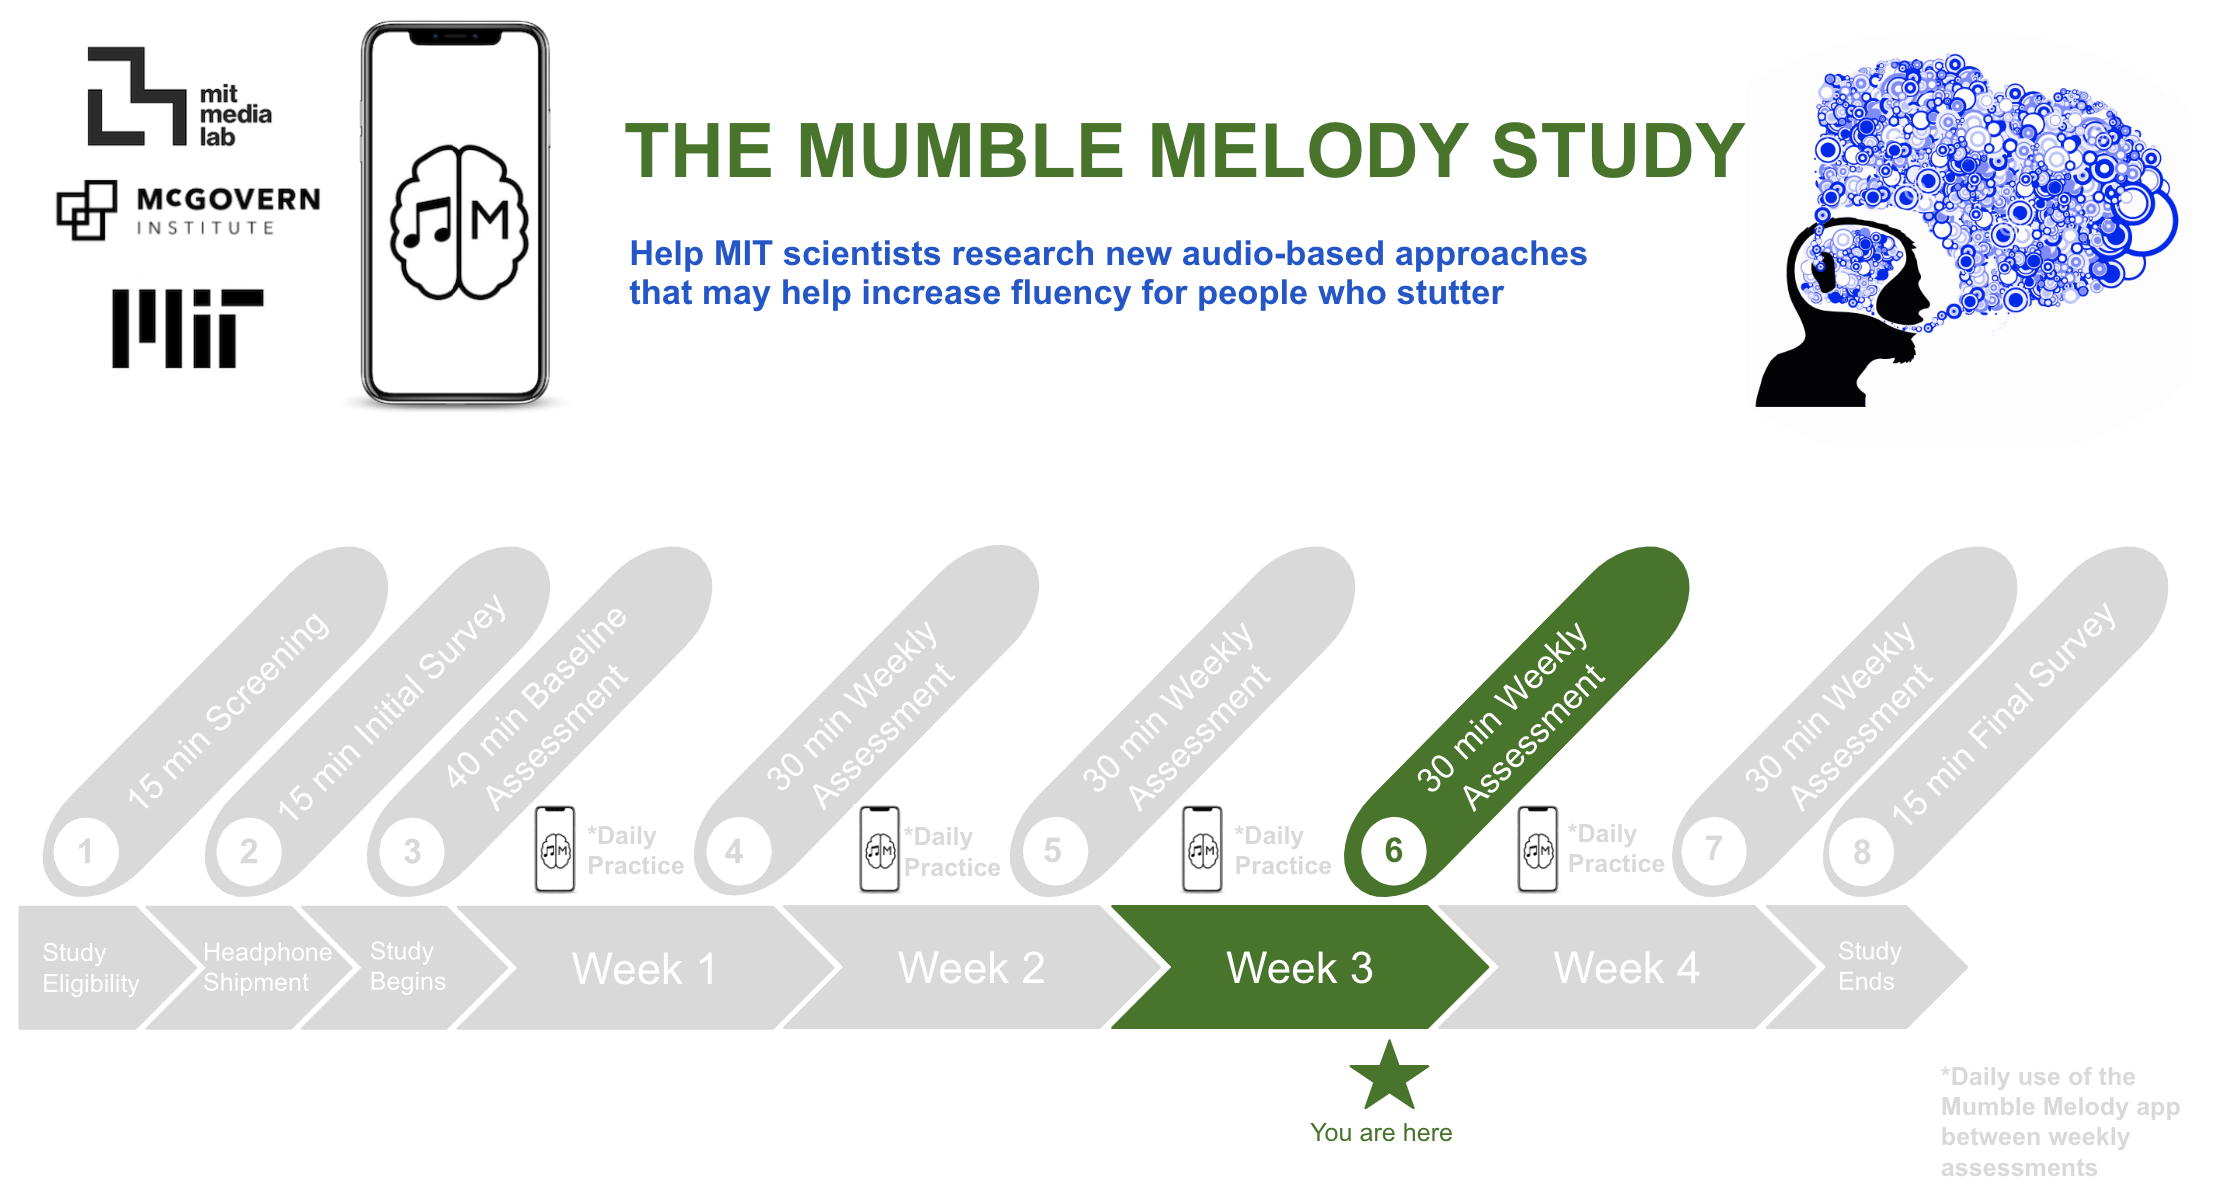 mit
media
lab
McGOVERN
INSTITUTE
MIT
M
THE MUMBLE MELODY STUDY
Help MIT scientists research new audio-based approaches
that may help increase fluency for people who stutter
1
15 min Screening
2
15 min Initial Survey
3
40 min Baseline
Assessment
M
*Daily
Practice
4
30 min Weekly
Assessment
M
*Daily
Practice
5
30 min Weekly
Assessment
M
*Daily
Practice
6
30 min Weekly
Assessment
M
*Daily
Practice
7
30 min Weekly
Assessment
8
15 min Final Survey
Study
Eligibility
Headphone
Shipment
Study
Begins
Week 1
Week 2
Week 3
Week 4
Study
Ends
You are here
*Daily use of the
Mumble Melody app
between weekly
assessments